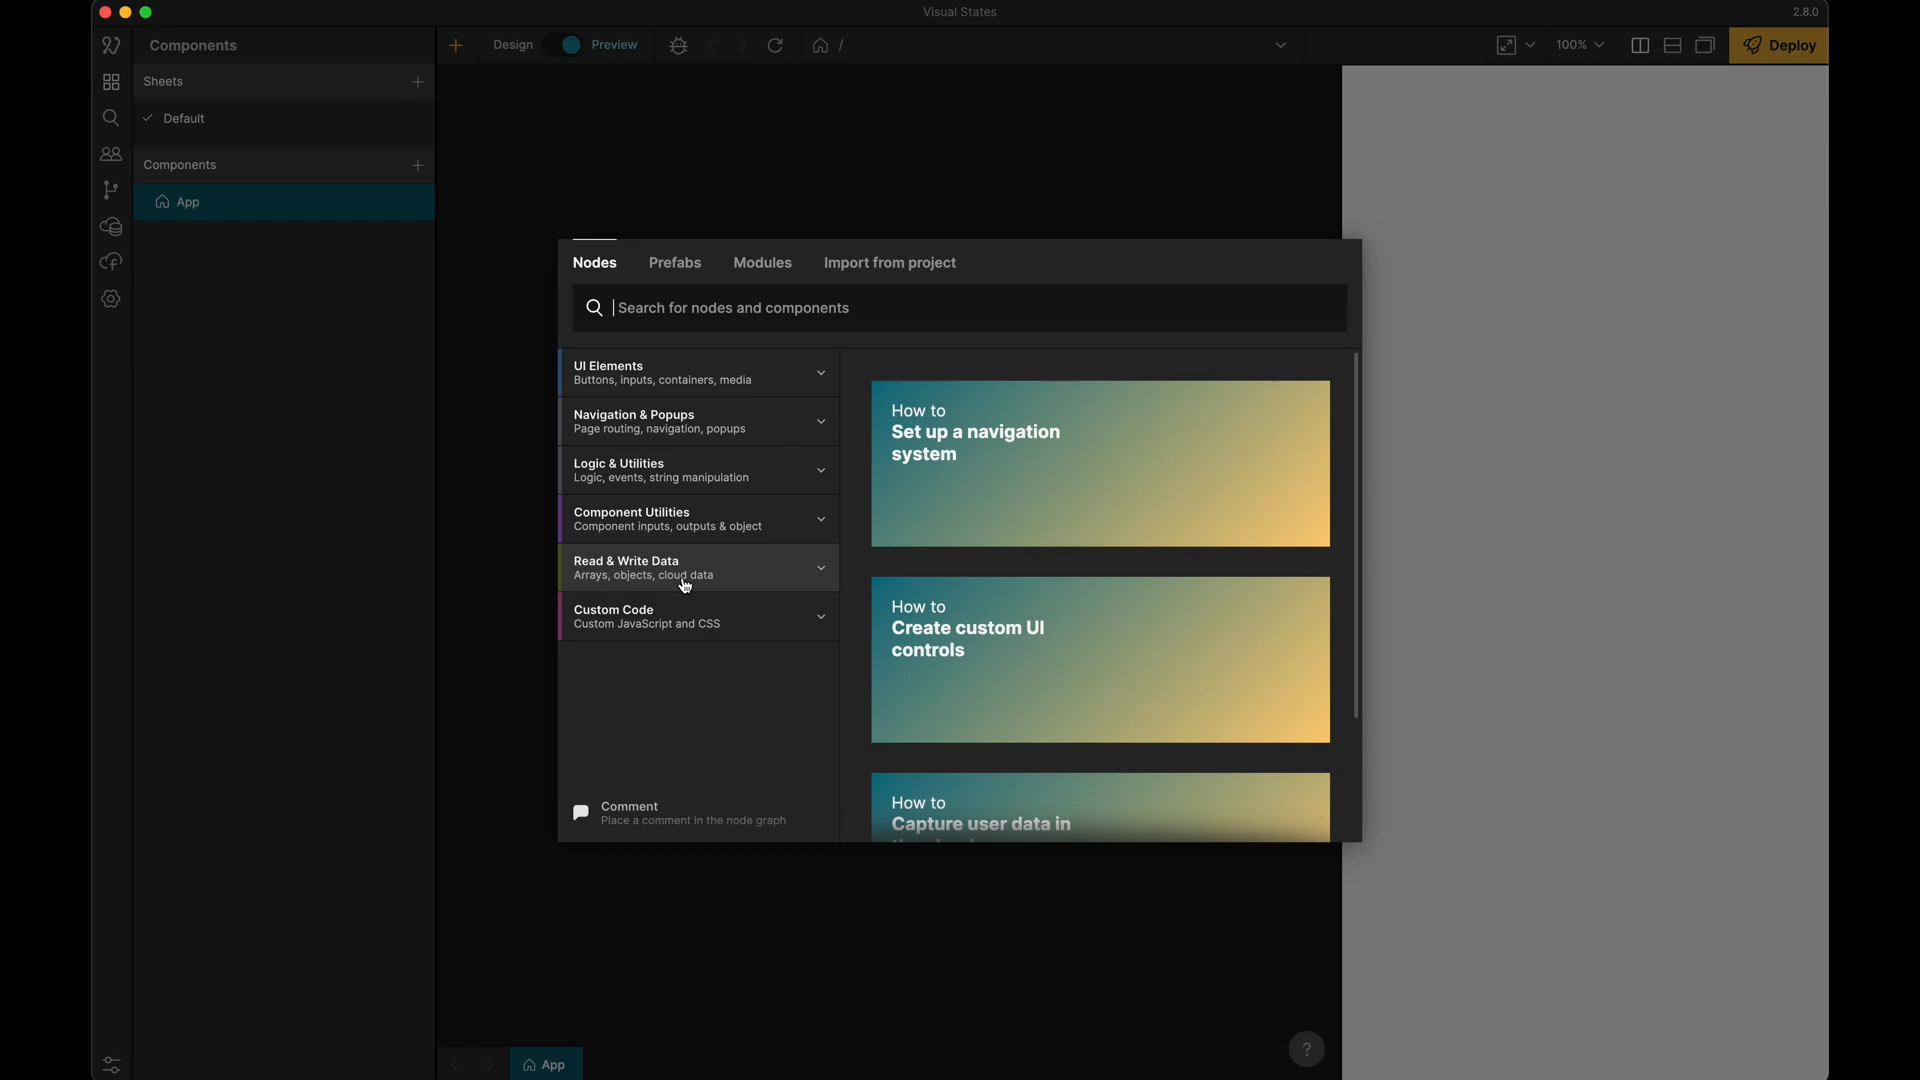 Visual States
2.8.0
Components
Design
Preview
/
100%
Deploy
Sheets
Default
Components
App
Nodes
Prefabs
Modules
Import from project
Search for nodes and components
UI Elements
Buttons, inputs, containers, media
Navigation & Popups
Page routing, navigation, popups
Logic & Utilities
Logic, events, string manipulation
Component Utilities
Component inputs, outputs & object
Read & Write Data
Arrays, objects, cloud data
Custom Code
Custom JavaScript and CSS
Comment
Place a comment in the node graph
How to
Set up a navigation
system
How to
Create custom UI
controls
How to
Capture user data in
App
?